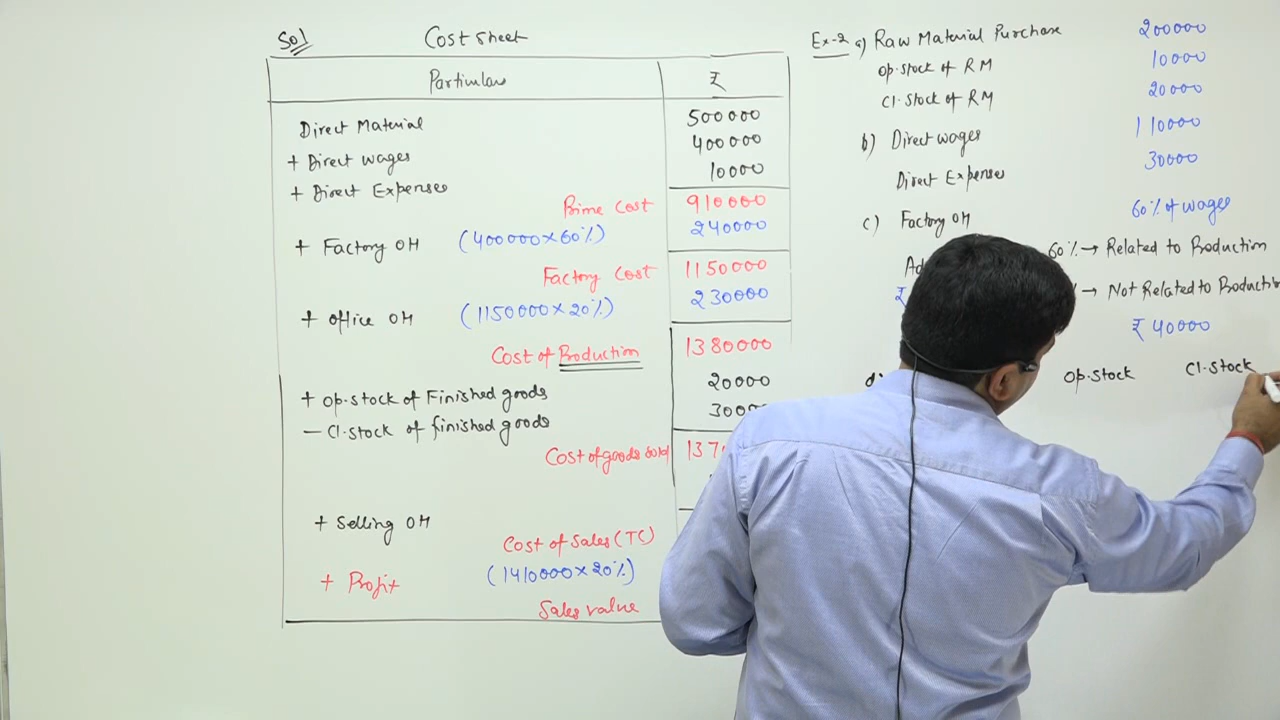 Sol
Cost Sheet
Particulars ₹
Direct Material 500000
+ Direct wages 400000
+ Direct Expenses 10000
Prime Cost 910000
+ Factory OH (400000×60%) 240000
Factory Cost 1150000
+ Office OH (1150000×20%) 230000
Cost of Production 1380000
+ Op.stock of Finished goods 20000
- Cl.stock of finished goods 3000
Cost of goods sold 137
+ Selling OH
Cost of Sales (TC)
+ Profit (1410000×20%)
Sales value
Ex-2 a) Raw Material Purchase 200000
Op.stock of RM 10000
Cl.stock of RM 20000
b) Direct wages 110000
Direct Expenses 30000
c) Factory OH 60% of wages
Ad 60% → Related to Production
₹ % → Not Related to Production
₹ 40000
d) Op.stock Cl.stock